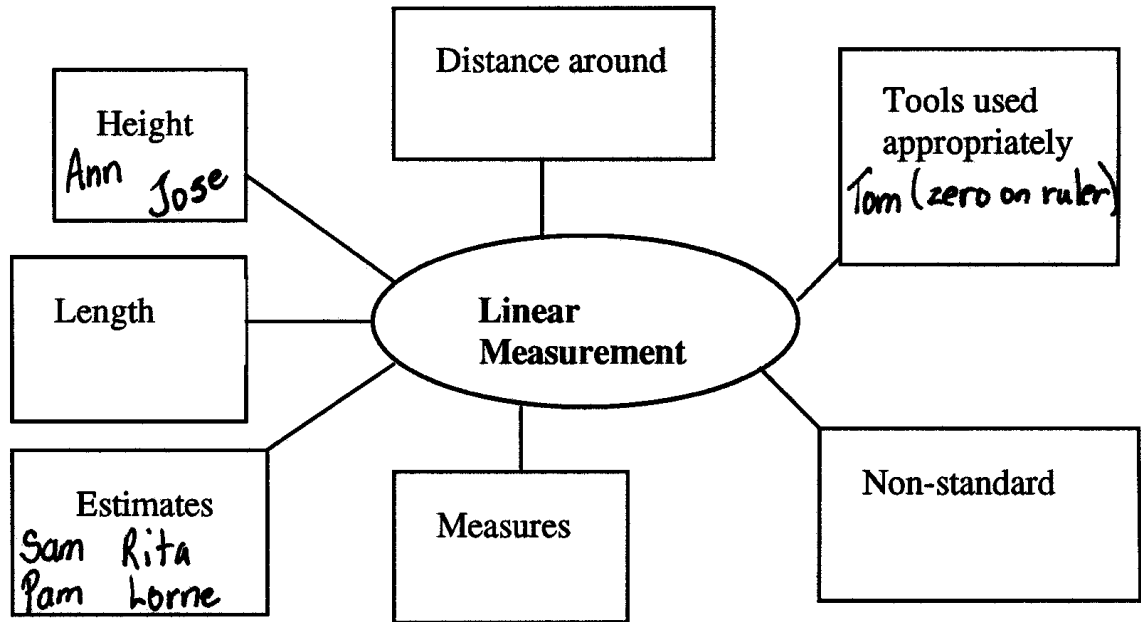 Distance around
Height
Ann Jose
Tools used
appropriately
Tom (zero on ruler)
Length
Linear
Measurement
Estimates
Sam Rita
Pam Lorne
Measures
Non-standard